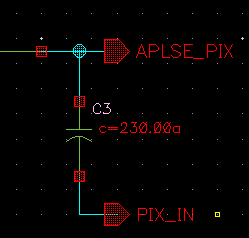 APLSE_PIX
C3
c=230.00a
PIX_IN